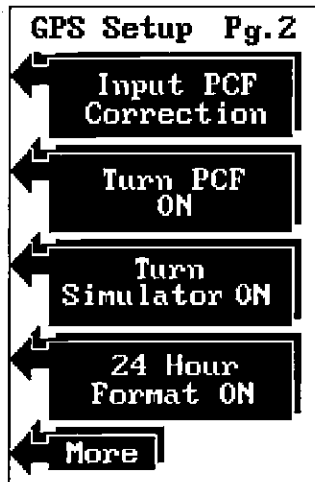 GPS Setup Pg.2
Input PCF
Correction
Turn PCF
ON
Turn
Simulator ON
24 Hour
Format ON
More